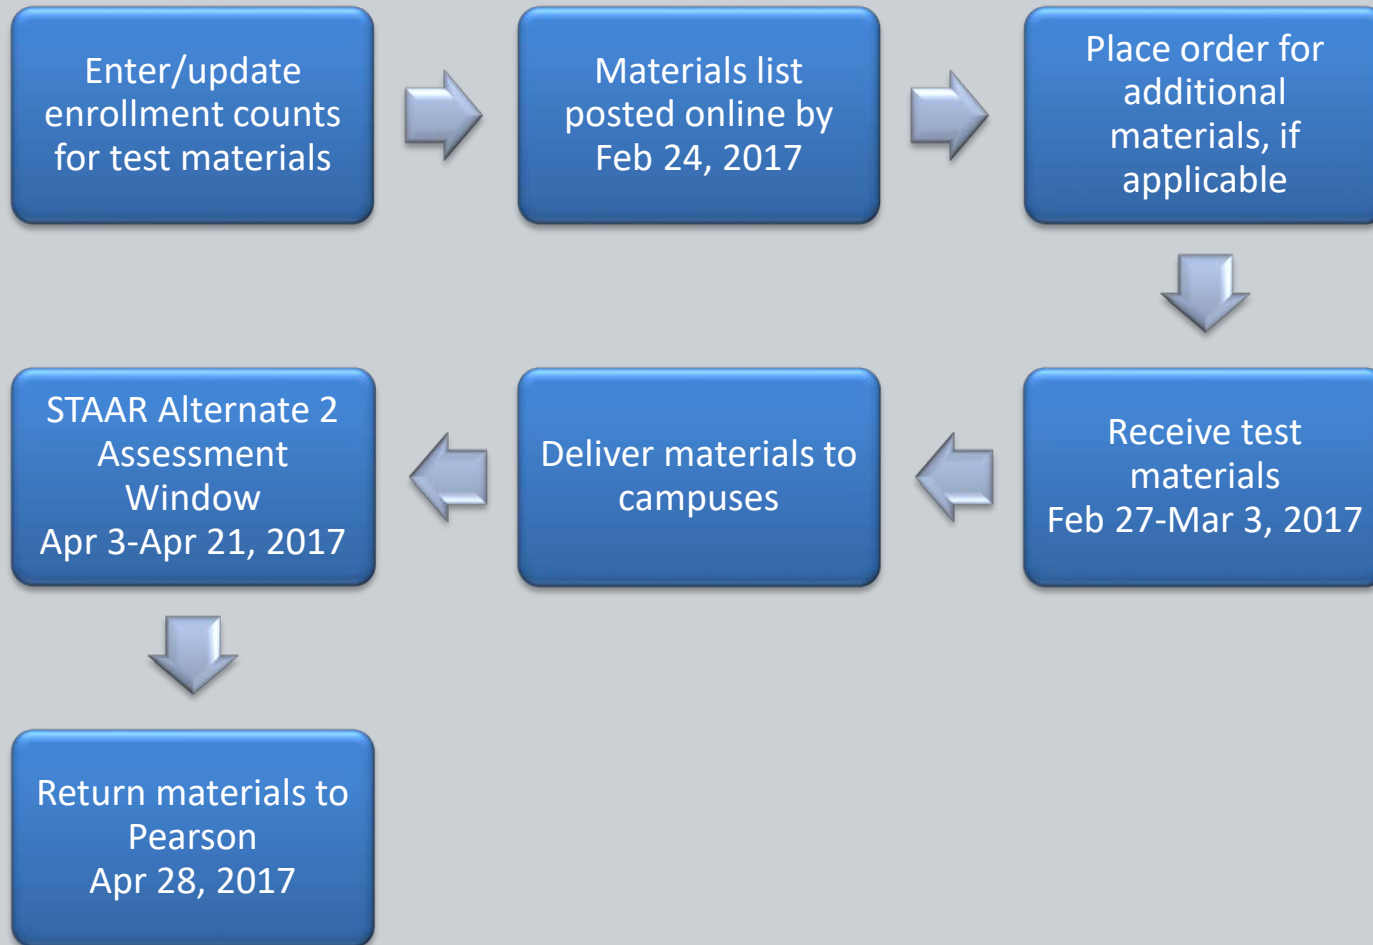 Enter/update
enrollment counts
for test materials
Materials list
posted online by
Feb 24, 2017
Place order for
additional
materials, if
applicable
Receive test
materials
Feb 27-Mar 3, 2017
Deliver materials to
campuses
STAAR Alternate 2
Assessment
Window
Apr 3-Apr 21, 2017
Return materials to
Pearson
Apr 28, 2017